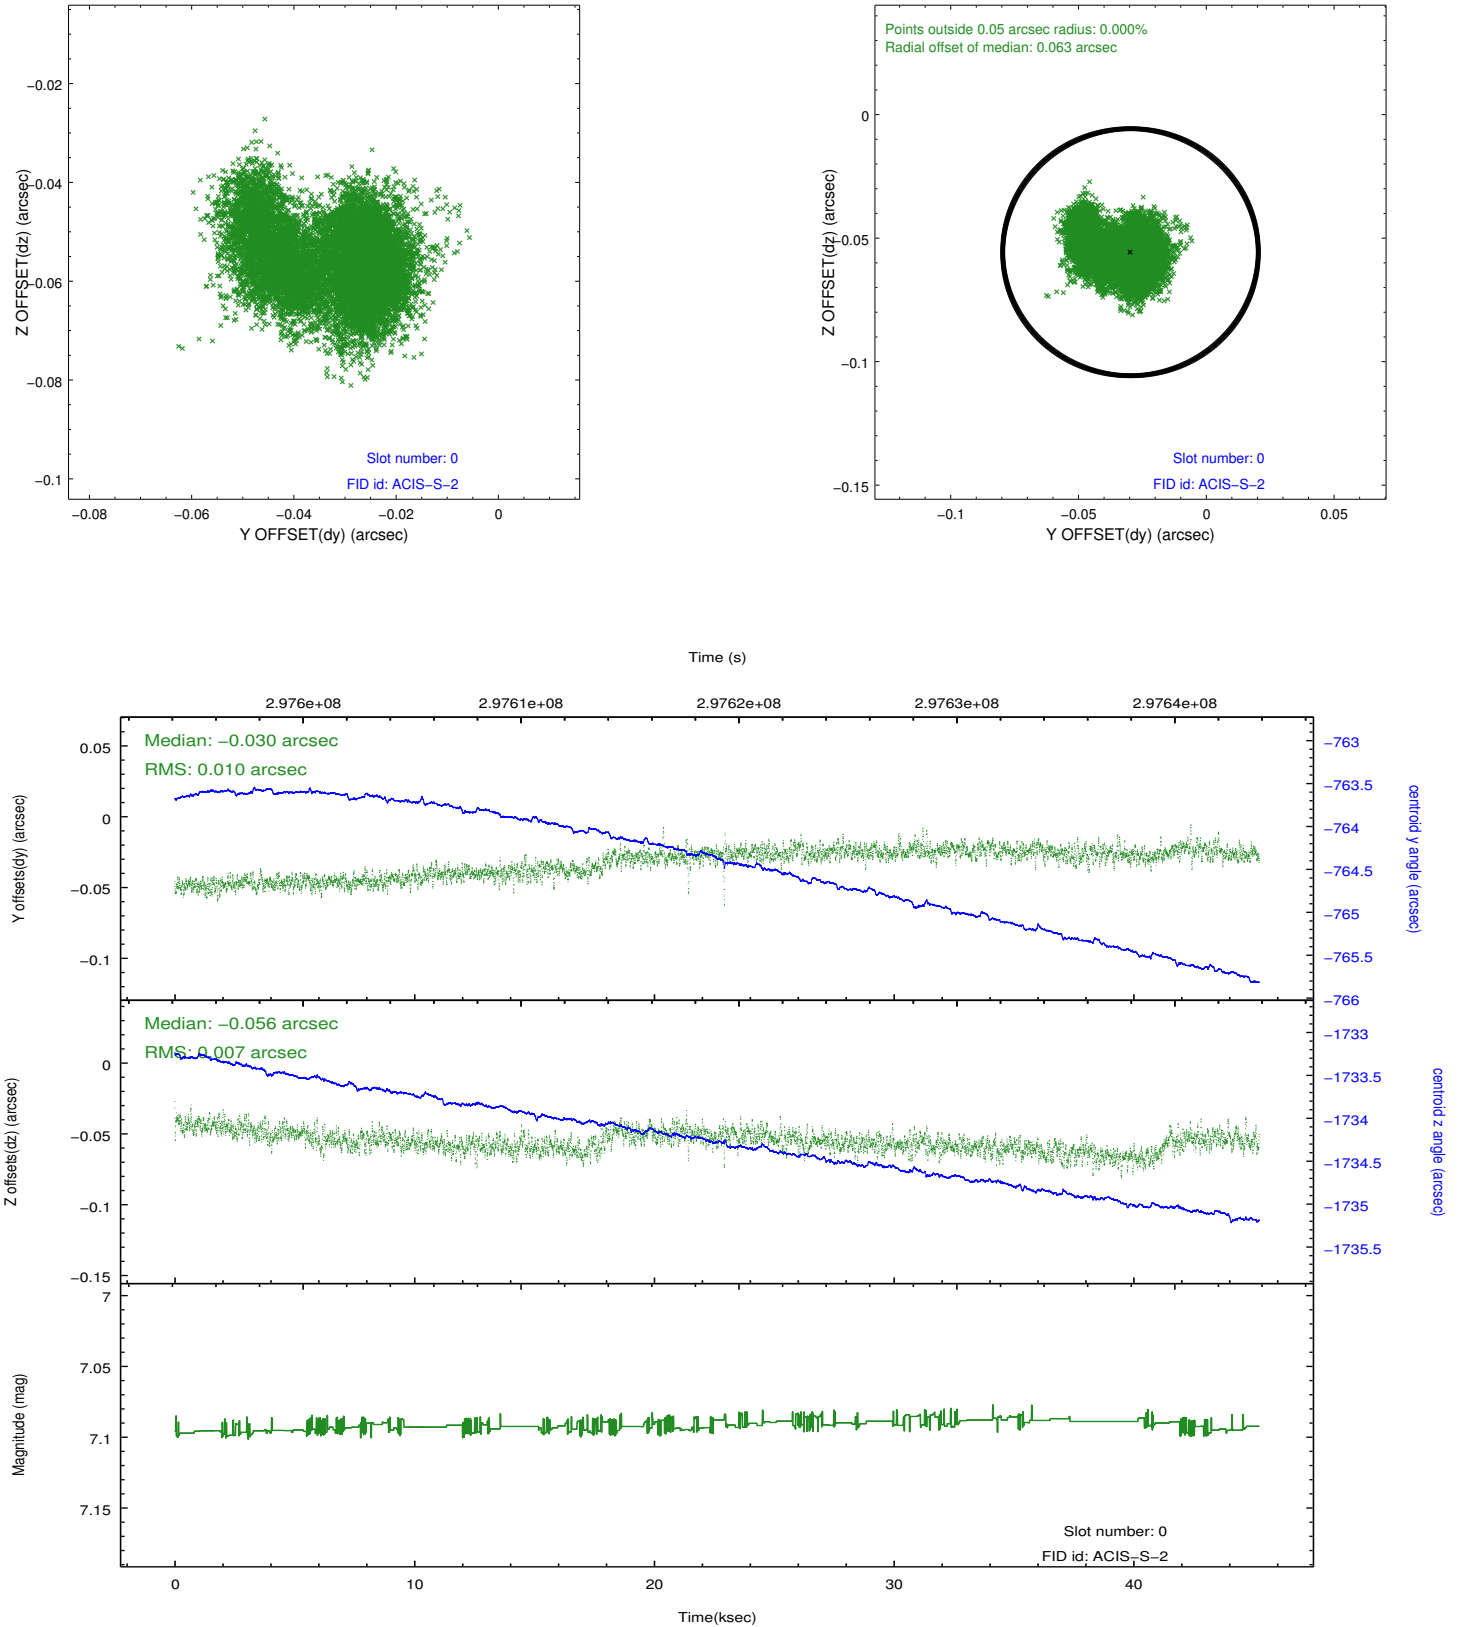 −0.02
−0.04
−0.06
−0.08
−0.1
Z OFFSET(dz) (arcsec)
Slot number: 0
FID id: ACIS−S−2
−0.08 −0.06 −0.04 −0.02 0
Y OFFSET(dy) (arcsec)
Points outside 0.05 arcsec radius: 0.000%
Radial offset of median: 0.063 arcsec
0
−0.05
−0.1
−0.15
Z OFFSET(dz) (arcsec)
Slot number: 0
FID id: ACIS−S−2
−0.1 −0.05 0 0.05
Y OFFSET(dy) (arcsec)
Time (s)
2.976e+08 2.9761e+08 2.9762e+08 2.9763e+08 2.9764e+08
Median: −0.030 arcsec
RMS: 0.010 arcsec
0.05
0
−0.05
−0.1
Y offsets(dy) (arcsec)
−763
−763.5
−764
−764.5
−765
−765.5
−766
centroid y angle (arcsec)
Median: −0.056 arcsec
RMS: 0.007 arcsec
0
−0.05
−0.1
−0.15
Z offsets(dz) (arcsec)
−1733
−1733.5
−1734
−1734.5
−1735
−1735.5
centroid z angle (arcsec)
7
7.05
7.1
7.15
Magnitude (mag)
Slot number: 0
FID id: ACIS−S−2
0 10 20 30 40
Time(ksec)